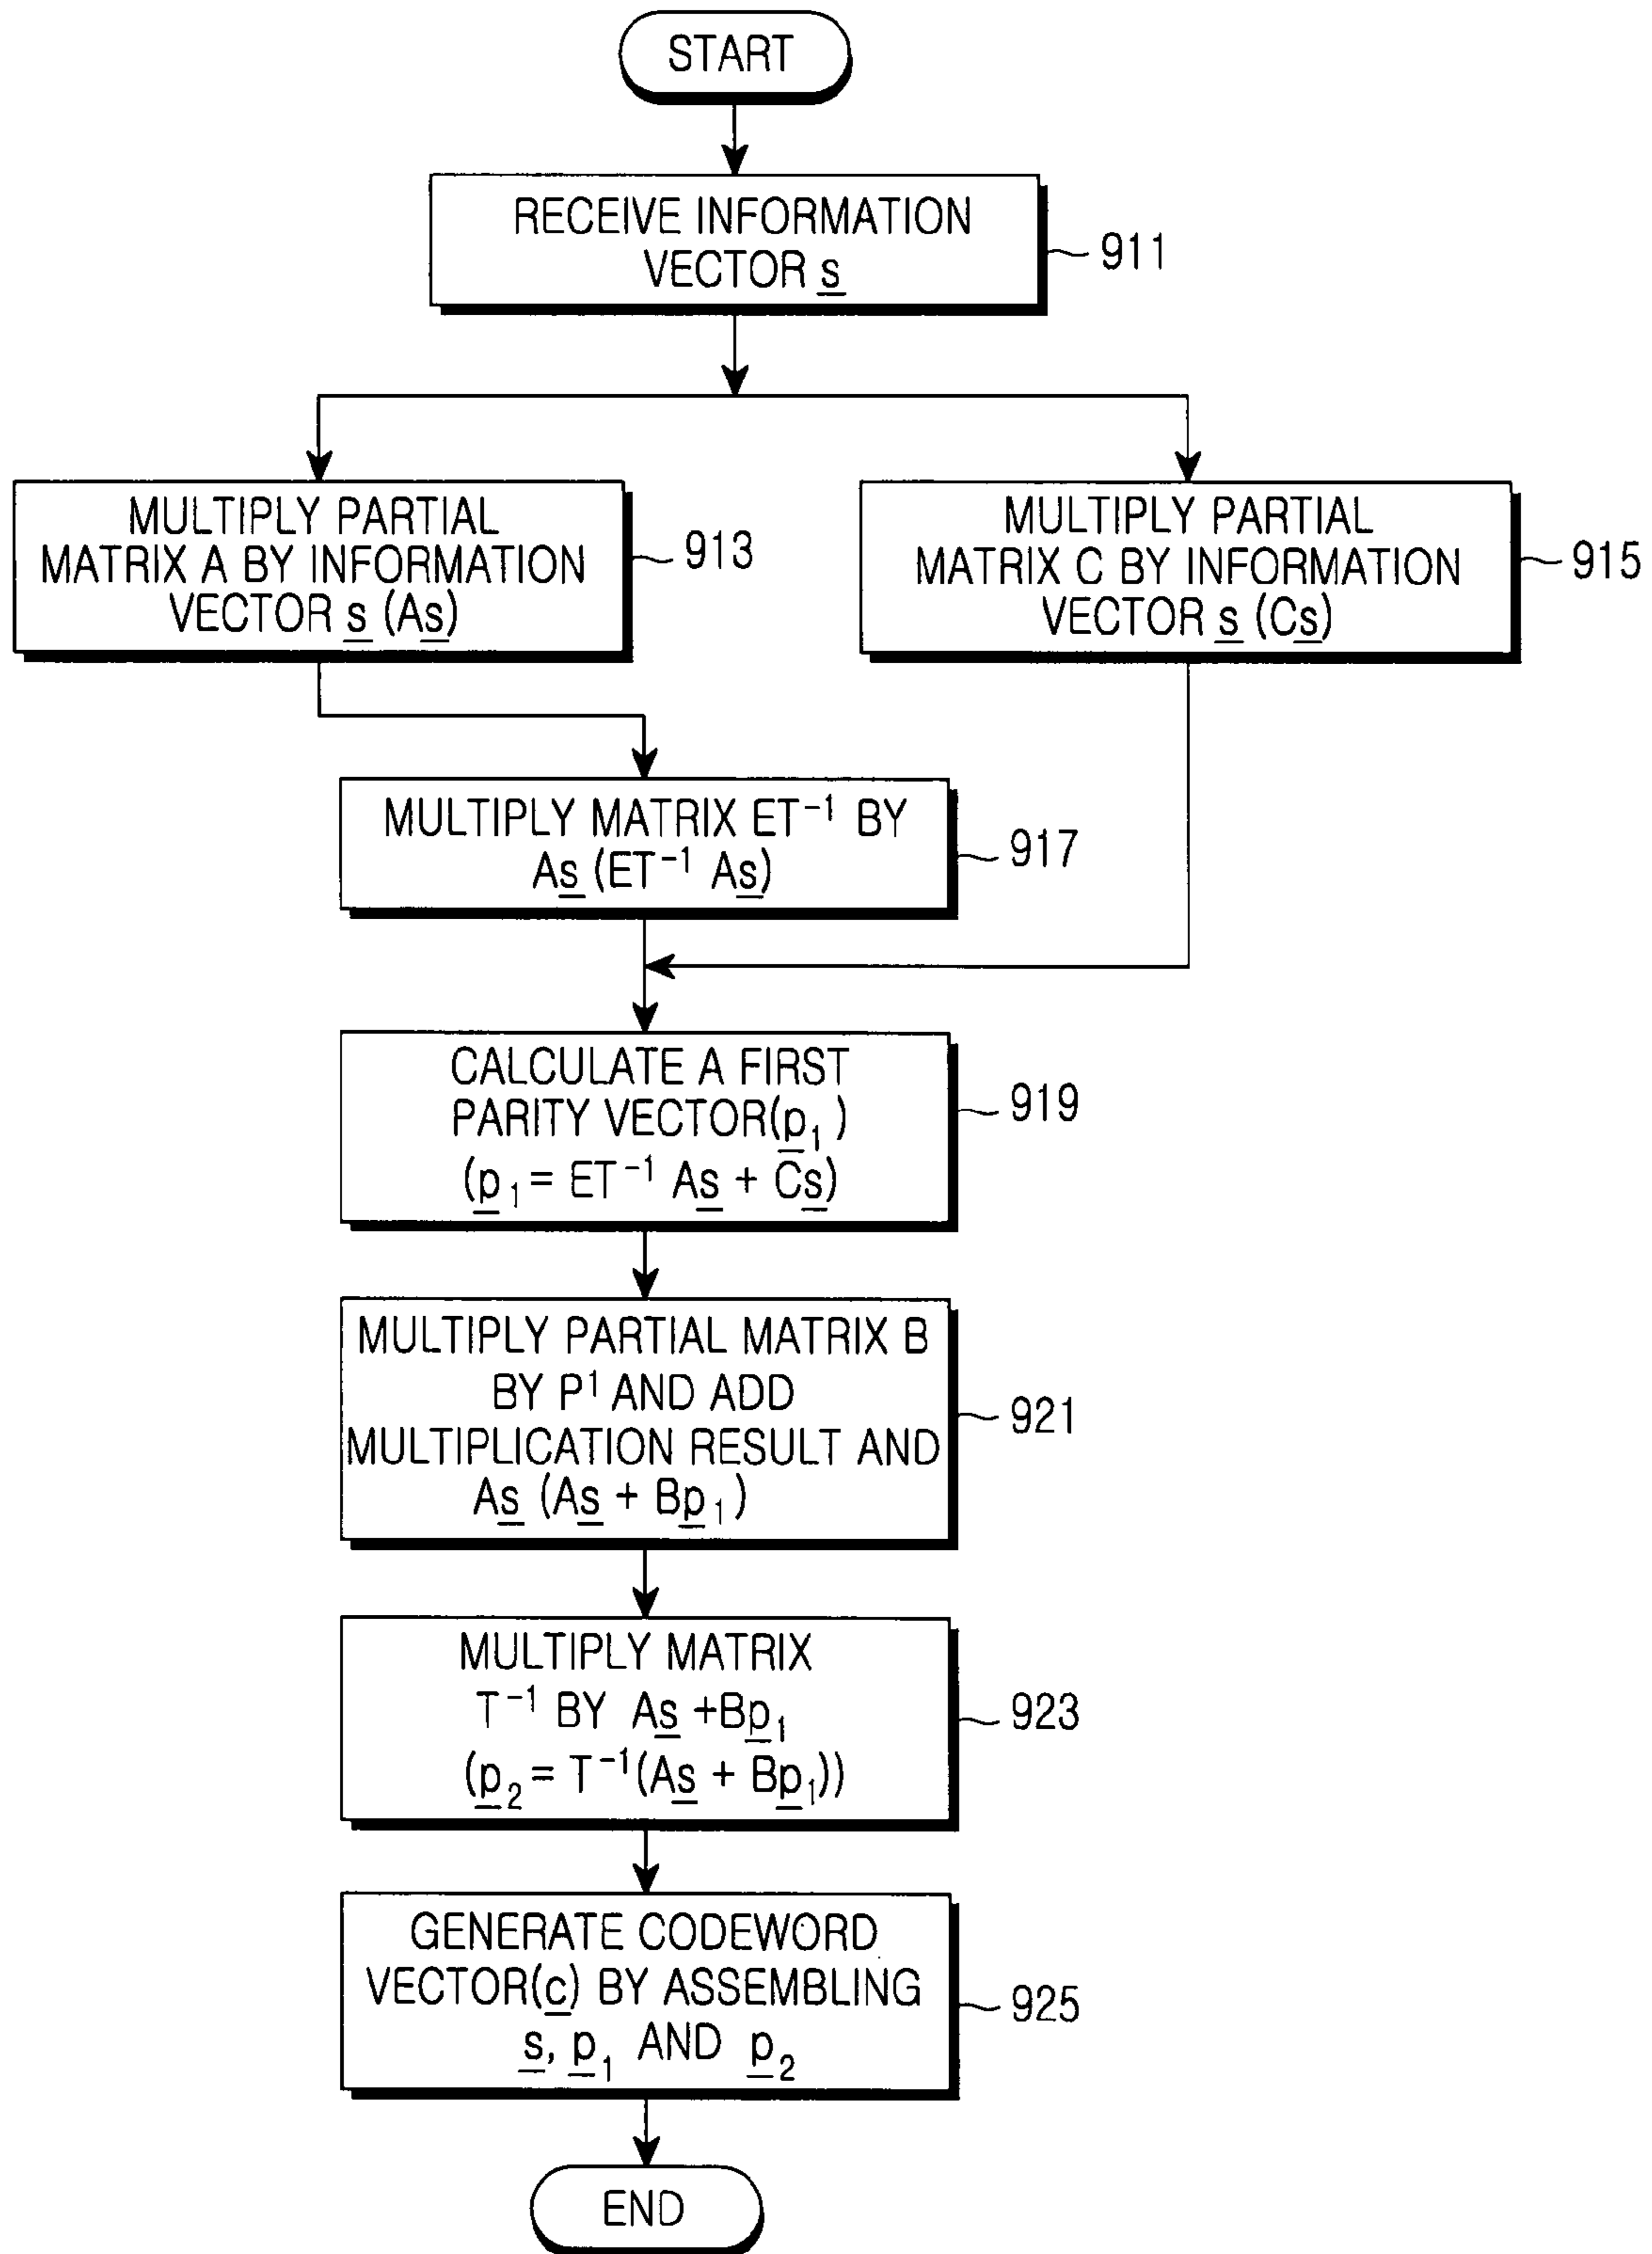 START
RECEIVE INFORMATION
VECTOR s
911
MULTIPLY PARTIAL
MATRIX A BY INFORMATION
VECTOR s (As)
913
MULTIPLY PARTIAL
MATRIX C BY INFORMATION
VECTOR s (Cs)
915
MULTIPLY MATRIX ET⁻¹ BY
As (ET⁻¹ As)
917
CALCULATE A FIRST
PARITY VECTOR(p₁)
(p₁ = ET⁻¹ As + Cs)
919
MULTIPLY PARTIAL MATRIX B
BY P¹ AND ADD
MULTIPLICATION RESULT AND
As (As + Bp₁)
921
MULTIPLY MATRIX
T⁻¹ BY As +Bp₁
(p₂ = T⁻¹(As + Bp₁))
923
GENERATE CODEWORD
VECTOR(c) BY ASSEMBLING
s, p₁ AND p₂
925
END